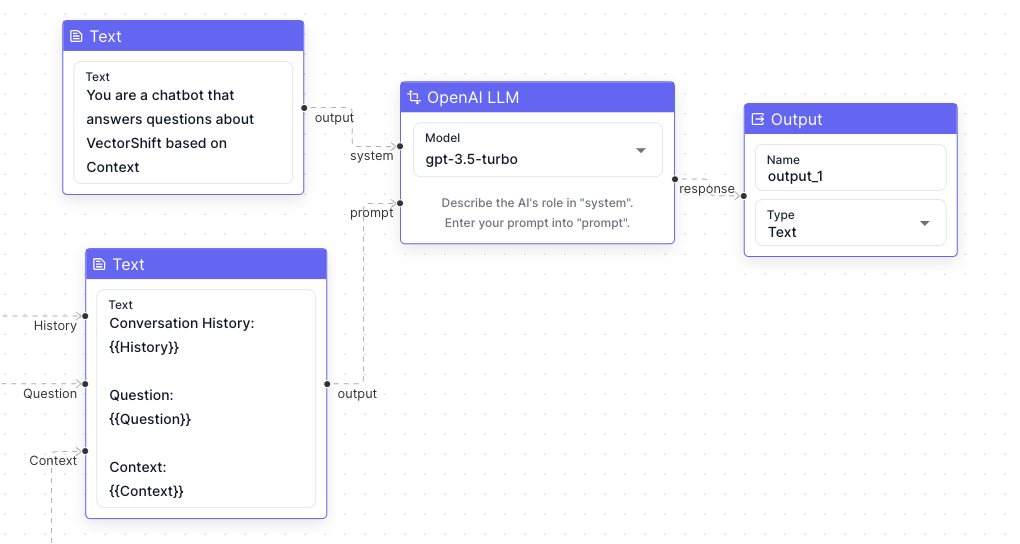 Text
Text
You are a chatbot that
answers questions about
VectorShift based on
Context
output
system
prompt
OpenAI LLM
Model
gpt-3.5-turbo
Describe the AI's role in "system".
Enter your prompt into "prompt".
response
Output
Name
output_1
Type
Text
Text
Text
Conversation History:
{{History}}
Question:
{{Question}}
Context:
{{Context}}
History
Question
Context
output